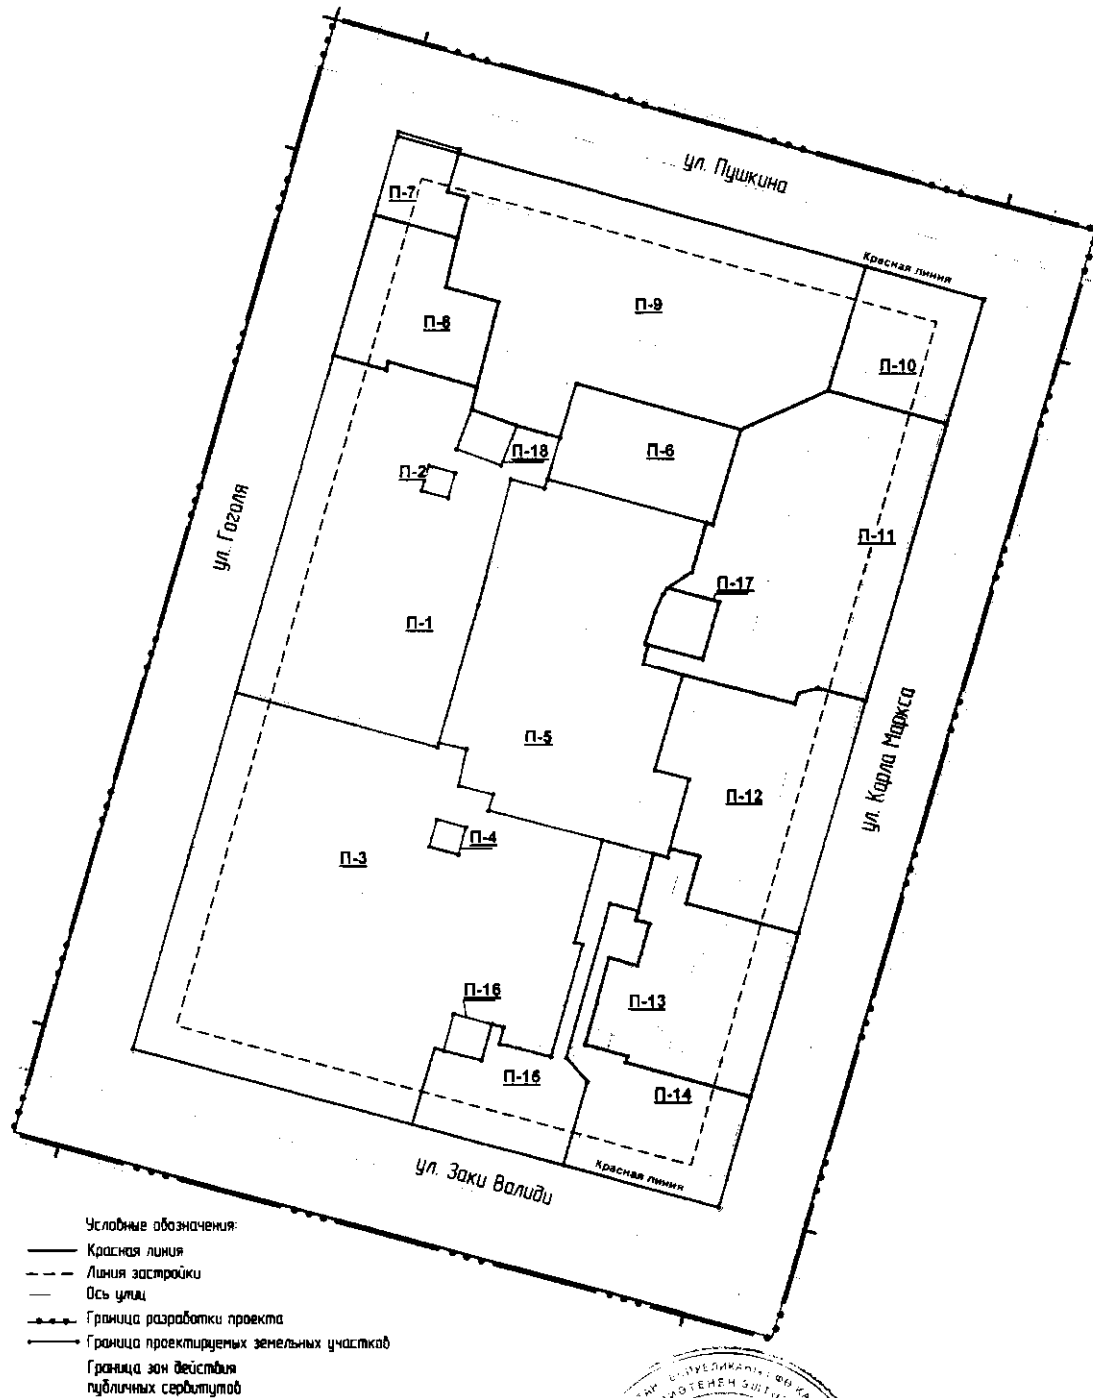 ул. Пушкина
П-7
Красная линия
П-9
П-8
П-10
П-18
П-6
П-2
ул. Гоголя
П-11
П-17
П-1
ул. Карла Маркса
П-5
П-12
П-4
П-3
П-16
П-13
П-15
П-14
Красная линия
ул. Заки Валиди
Условные обозначения:
Красная линия
Линия застройки
Ось улиц
Граница разработки проекта
Граница проектируемых земельных участков
Граница зон действия
публичных сервитутов